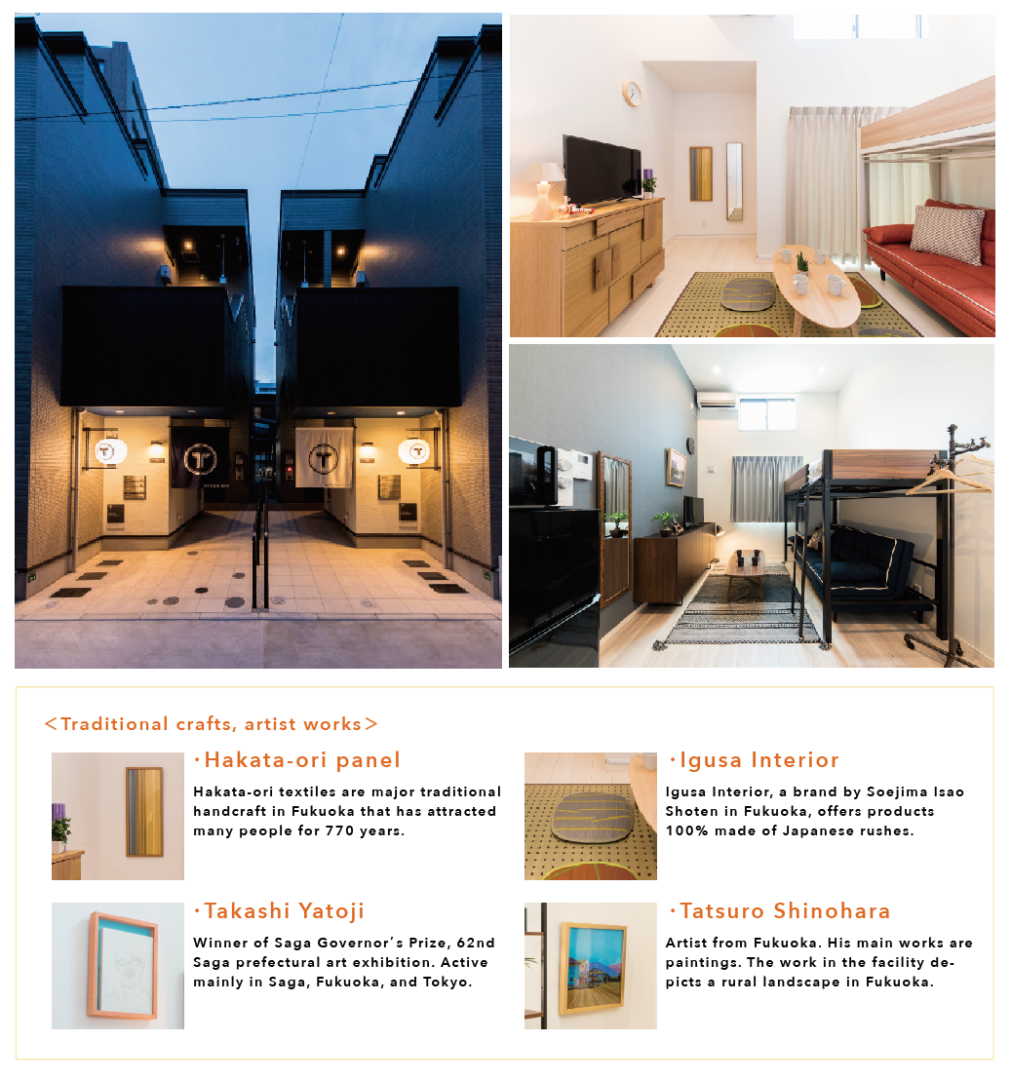 T
T
T
T
＜Traditional crafts, artist works＞
・Hakata-ori panel
Hakata-ori textiles are major traditional
handcraft in Fukuoka that has attracted
many people for 770 years.
・Igusa Interior
Igusa Interior, a brand by Soejima Isao
Shoten in Fukuoka, offers products
100% made of Japanese rushes.
・Takashi Yatoji
Winner of Saga Governor's Prize, 62nd
Saga prefectural art exhibition. Active
mainly in Saga, Fukuoka, and Tokyo.
・Tatsuro Shinohara
Artist from Fukuoka. His main works are
paintings. The work in the facility de-
picts a rural landscape in Fukuoka.